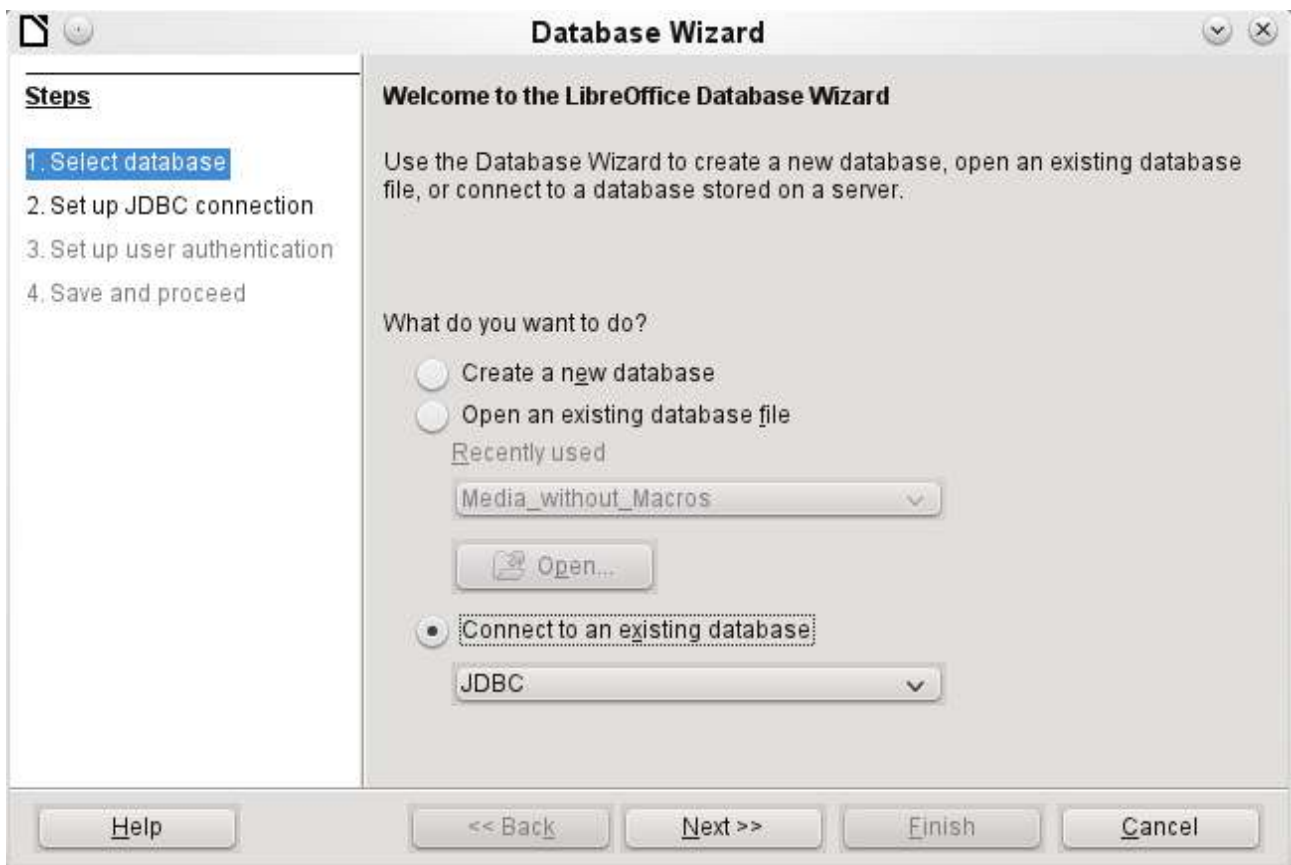 Database Wizard
Steps
1. Select database
2. Set up JDBC connection
3. Set up user authentication
4. Save and proceed
Welcome to the LibreOffice Database Wizard
Use the Database Wizard to create a new database, open an existing database
file, or connect to a database stored on a server.
What do you want to do?
Create a new database
Open an existing database file
Recently used
Media_without_Macros
Open...
Connect to an existing database
JDBC
Help
<< Back
Next >>
Finish
Cancel